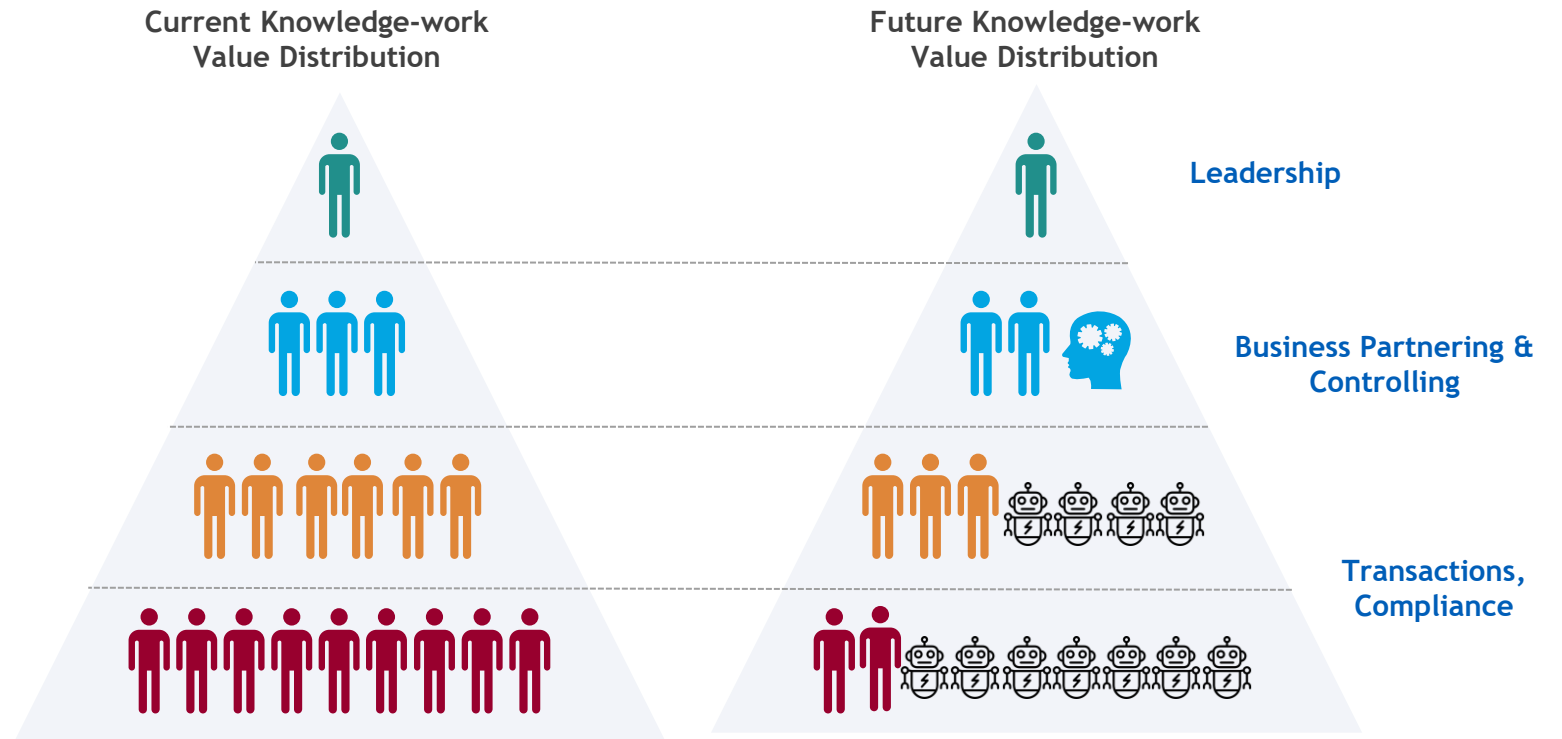 Current Knowledge-work
Value Distribution
Future Knowledge-work
Value Distribution
Leadership
Business Partnering &
Controlling
Transactions,
Compliance